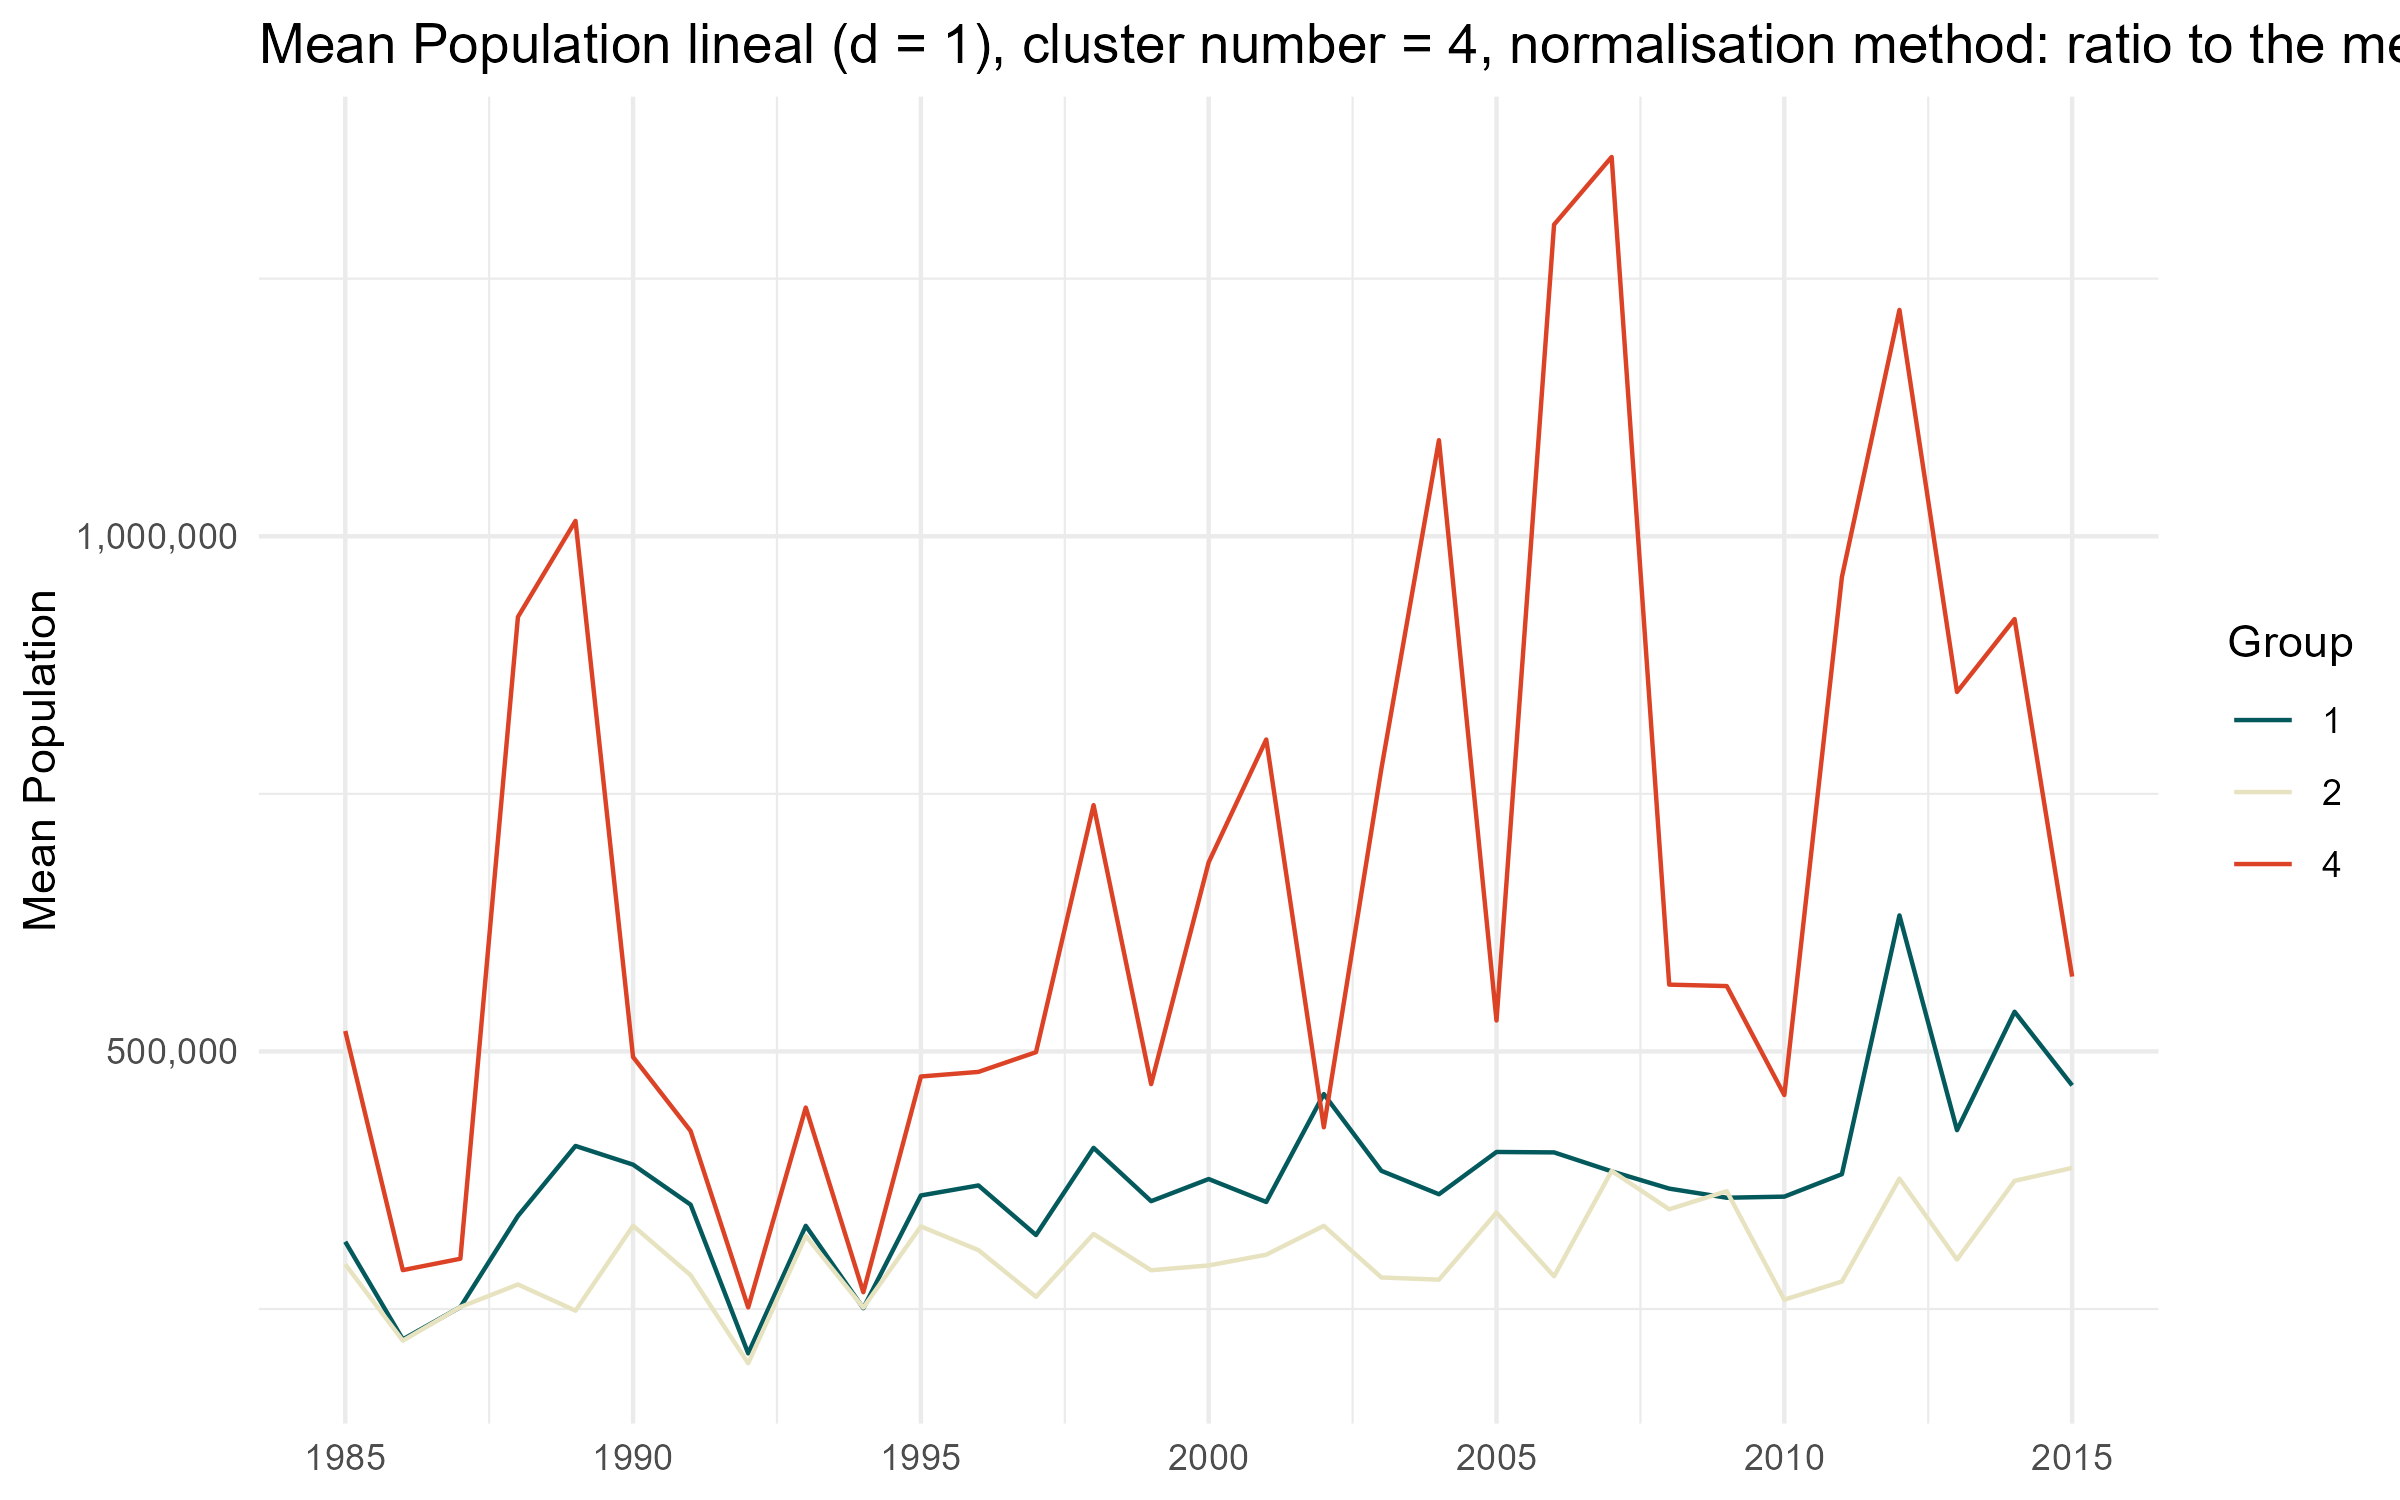 Mean Population lineal (d = 1), cluster number = 4, normalisation method: ratio to the
Mean Population
1,000,000
500,000
1985 1990 1995 2000 2005 2010 2015
Group
1
2
4